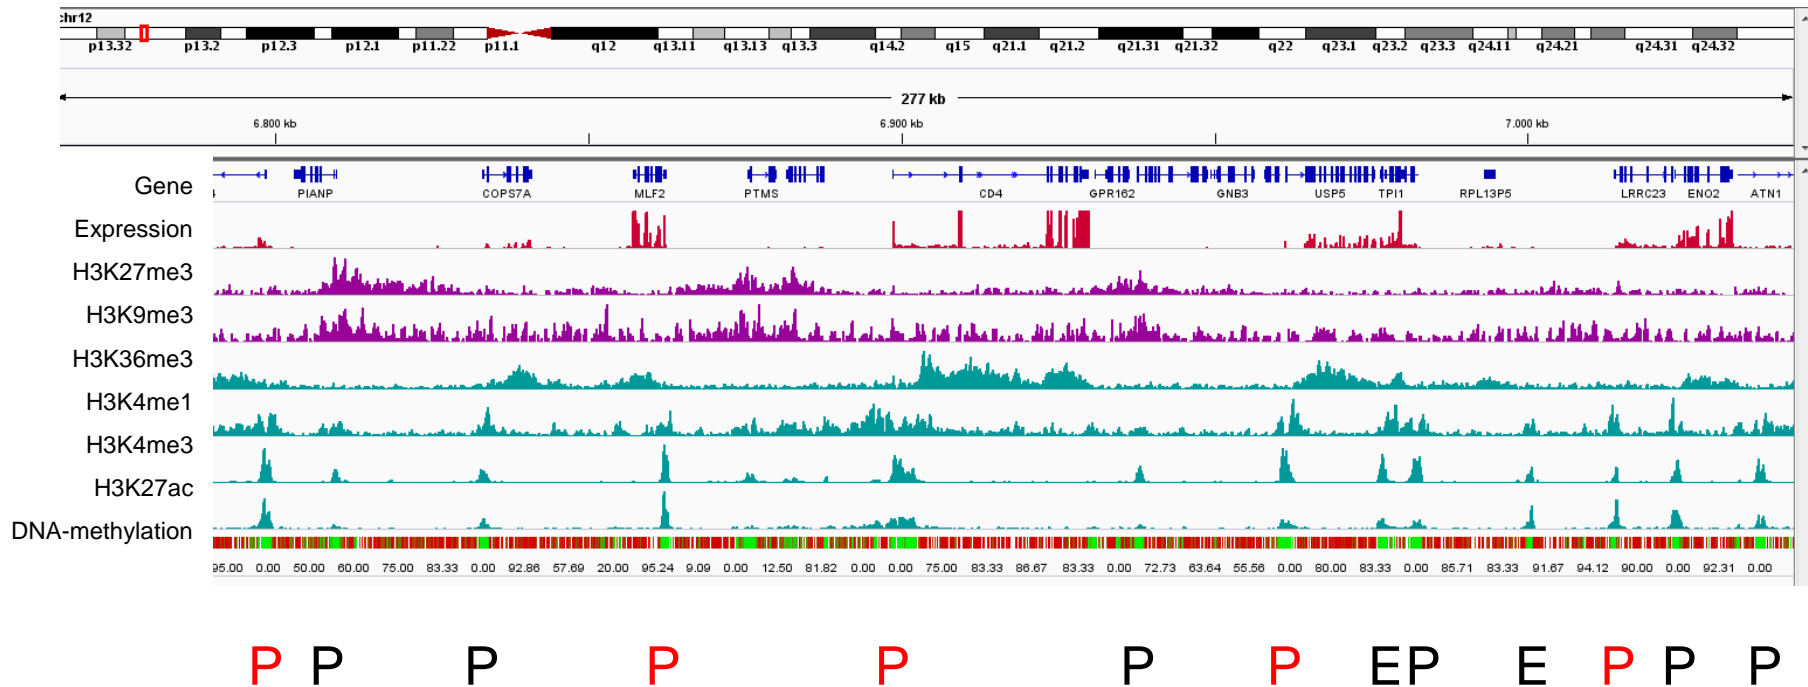 chr12
p13.32 p13.2 p12.3 p12.1 p11.22 p11.1 q12 q13.11 q13.13 q13.3 q14.2 q15 q21.1 q21.2 q21.31 q21.32 q22 q23.1 q23.2 q23.3 q24.11 q24.21 q24.31 q24.32
277 kb
6.800 kb 6.900 kb 7.000 kb
Gene
4 PIANP COPS7A MLF2 PTMS CD4 GPR162 GNB3 USP5 TPI1 RPL13P5 LRRC23 ENO2 ATN1
Expression
H3K27me3
H3K9me3
H3K36me3
H3K4me1
H3K4me3
H3K27ac
DNA-methylation
95.00 0.00 50.00 60.00 75.00 83.33 0.00 92.86 57.69 20.00 95.24 9.09 0.00 12.50 81.82 0.00 0.00 75.00 83.33 86.67 83.33 0.00 72.73 63.64 55.56 0.00 80.00 83.33 0.00 85.71 83.33 91.67 94.12 90.00 0.00 92.31 0.00
P P P P P P P E P E P P P